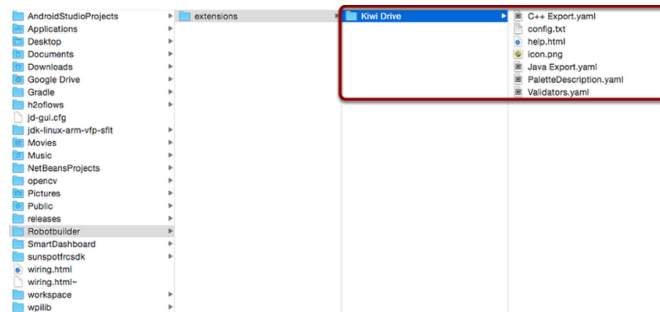 AndroidStudioProjects
Applications
Desktop
Documents
Downloads
Google Drive
Gradle
h2oflows
jd-gui.cfg
jdk-linux-arm-vfp-sflt
Movies
Music
NetBeansProjects
opencv
Pictures
Public
releases
Robotbuilder
SmartDashboard
sunspotfrcsdk
wiring.html
wiring.html~
workspace
wpilib
extensions
Kiwi Drive
C++ Export.yaml
config.txt
help.html
icon.png
Java Export.yaml
PaletteDescription.yaml
Validators.yaml